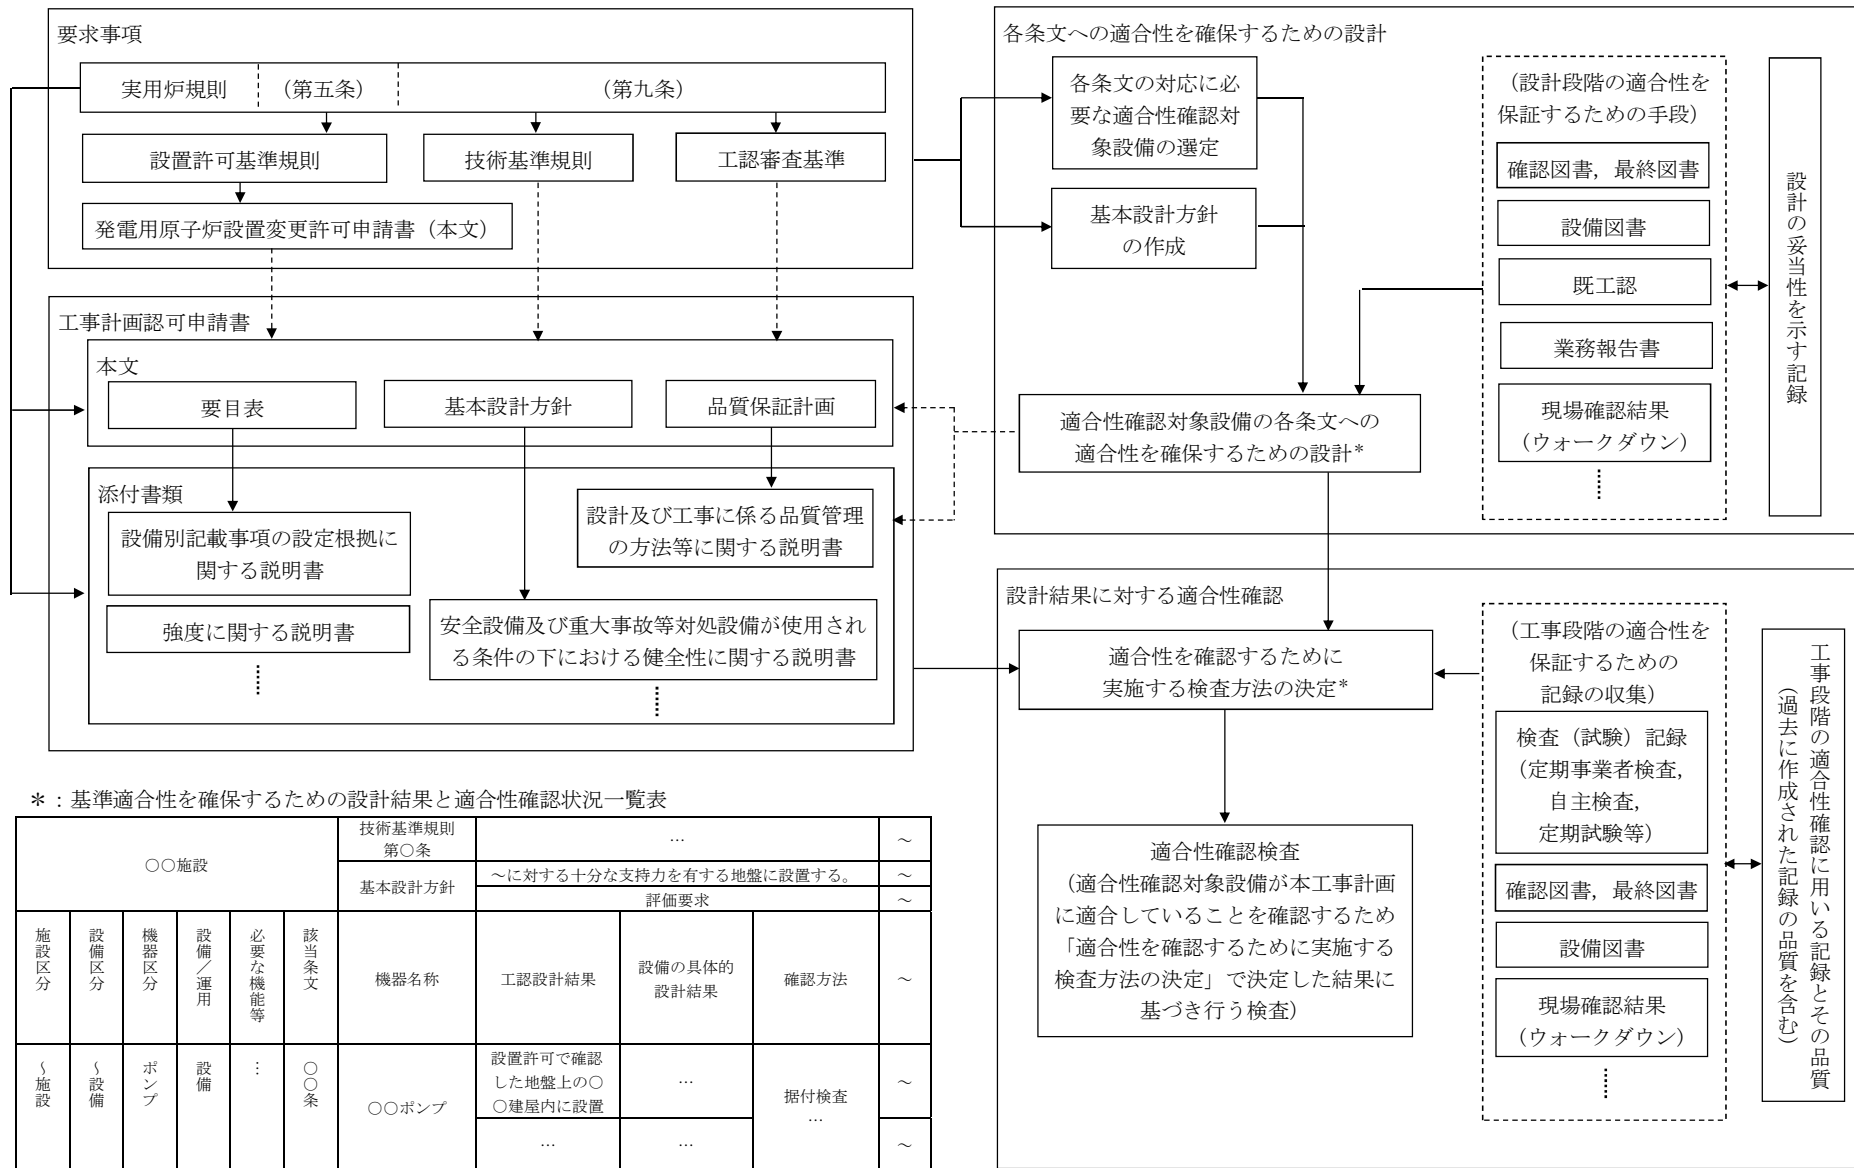 要求事項
実用炉規則
(第五条)
(第九条)
設置許可基準規則
技術基準規則
工認審査基準
発電用原子炉設置変更許可申請書（本文）
工事計画認可申請書
本文
要目表
基本設計方針
品質保証計画
添付書類
設備別記載事項の設定根拠に
関する説明書
強度に関する説明書
設計及び工事に係る品質管理
の方法等に関する説明書
安全設備及び重大事故等対処設備が使用され
る条件の下における健全性に関する説明書
各条文への適合性を確保するための設計
各条文の対応に必
要な適合性確認対
象設備の選定
基本設計方針
の作成
適合性確認対象設備の各条文への
適合性を確保するための設計*
（設計段階の適合性を
保証するための手段）
確認図書，最終図書
設備図書
既工認
業務報告書
現場確認結果
（ウォークダウン）
設計の妥当性を示す記録
設計結果に対する適合性確認
適合性を確認するために
実施する検査方法の決定*
適合性確認検査
（適合性確認対象設備が本工事計画
に適合していることを確認するため
「適合性を確認するために実施する
検査方法の決定」で決定した結果に
基づき行う検査）
（工事段階の適合性を
保証するための
記録の収集）
検査（試験）記録
（定期事業者検査，
自主検査，
定期試験等）
確認図書，最終図書
設備図書
現場確認結果
（ウォークダウン）
工事段階の適合性確認に用いる記録とその品質
（過去に作成された記録の品質を含む）
＊：基準適合性を確保するための設計結果と適合性確認状況一覧表
○○施設
技術基準規則
第○条
…
～
基本設計方針
～に対する十分な支持力を有する地盤に設置する。
～
評価要求
～
施設区分
設備区分
機器区分
設備／運用
必要な機能等
該当条文
機器名称
工認設計結果
設備の具体的
設計結果
確認方法
～
～施設
～設備
ポンプ
設備
…
○○条
○○ポンプ
設置許可で確認
した地盤上の○
○建屋内に設置
…
据付検査
…
～
…
…
～